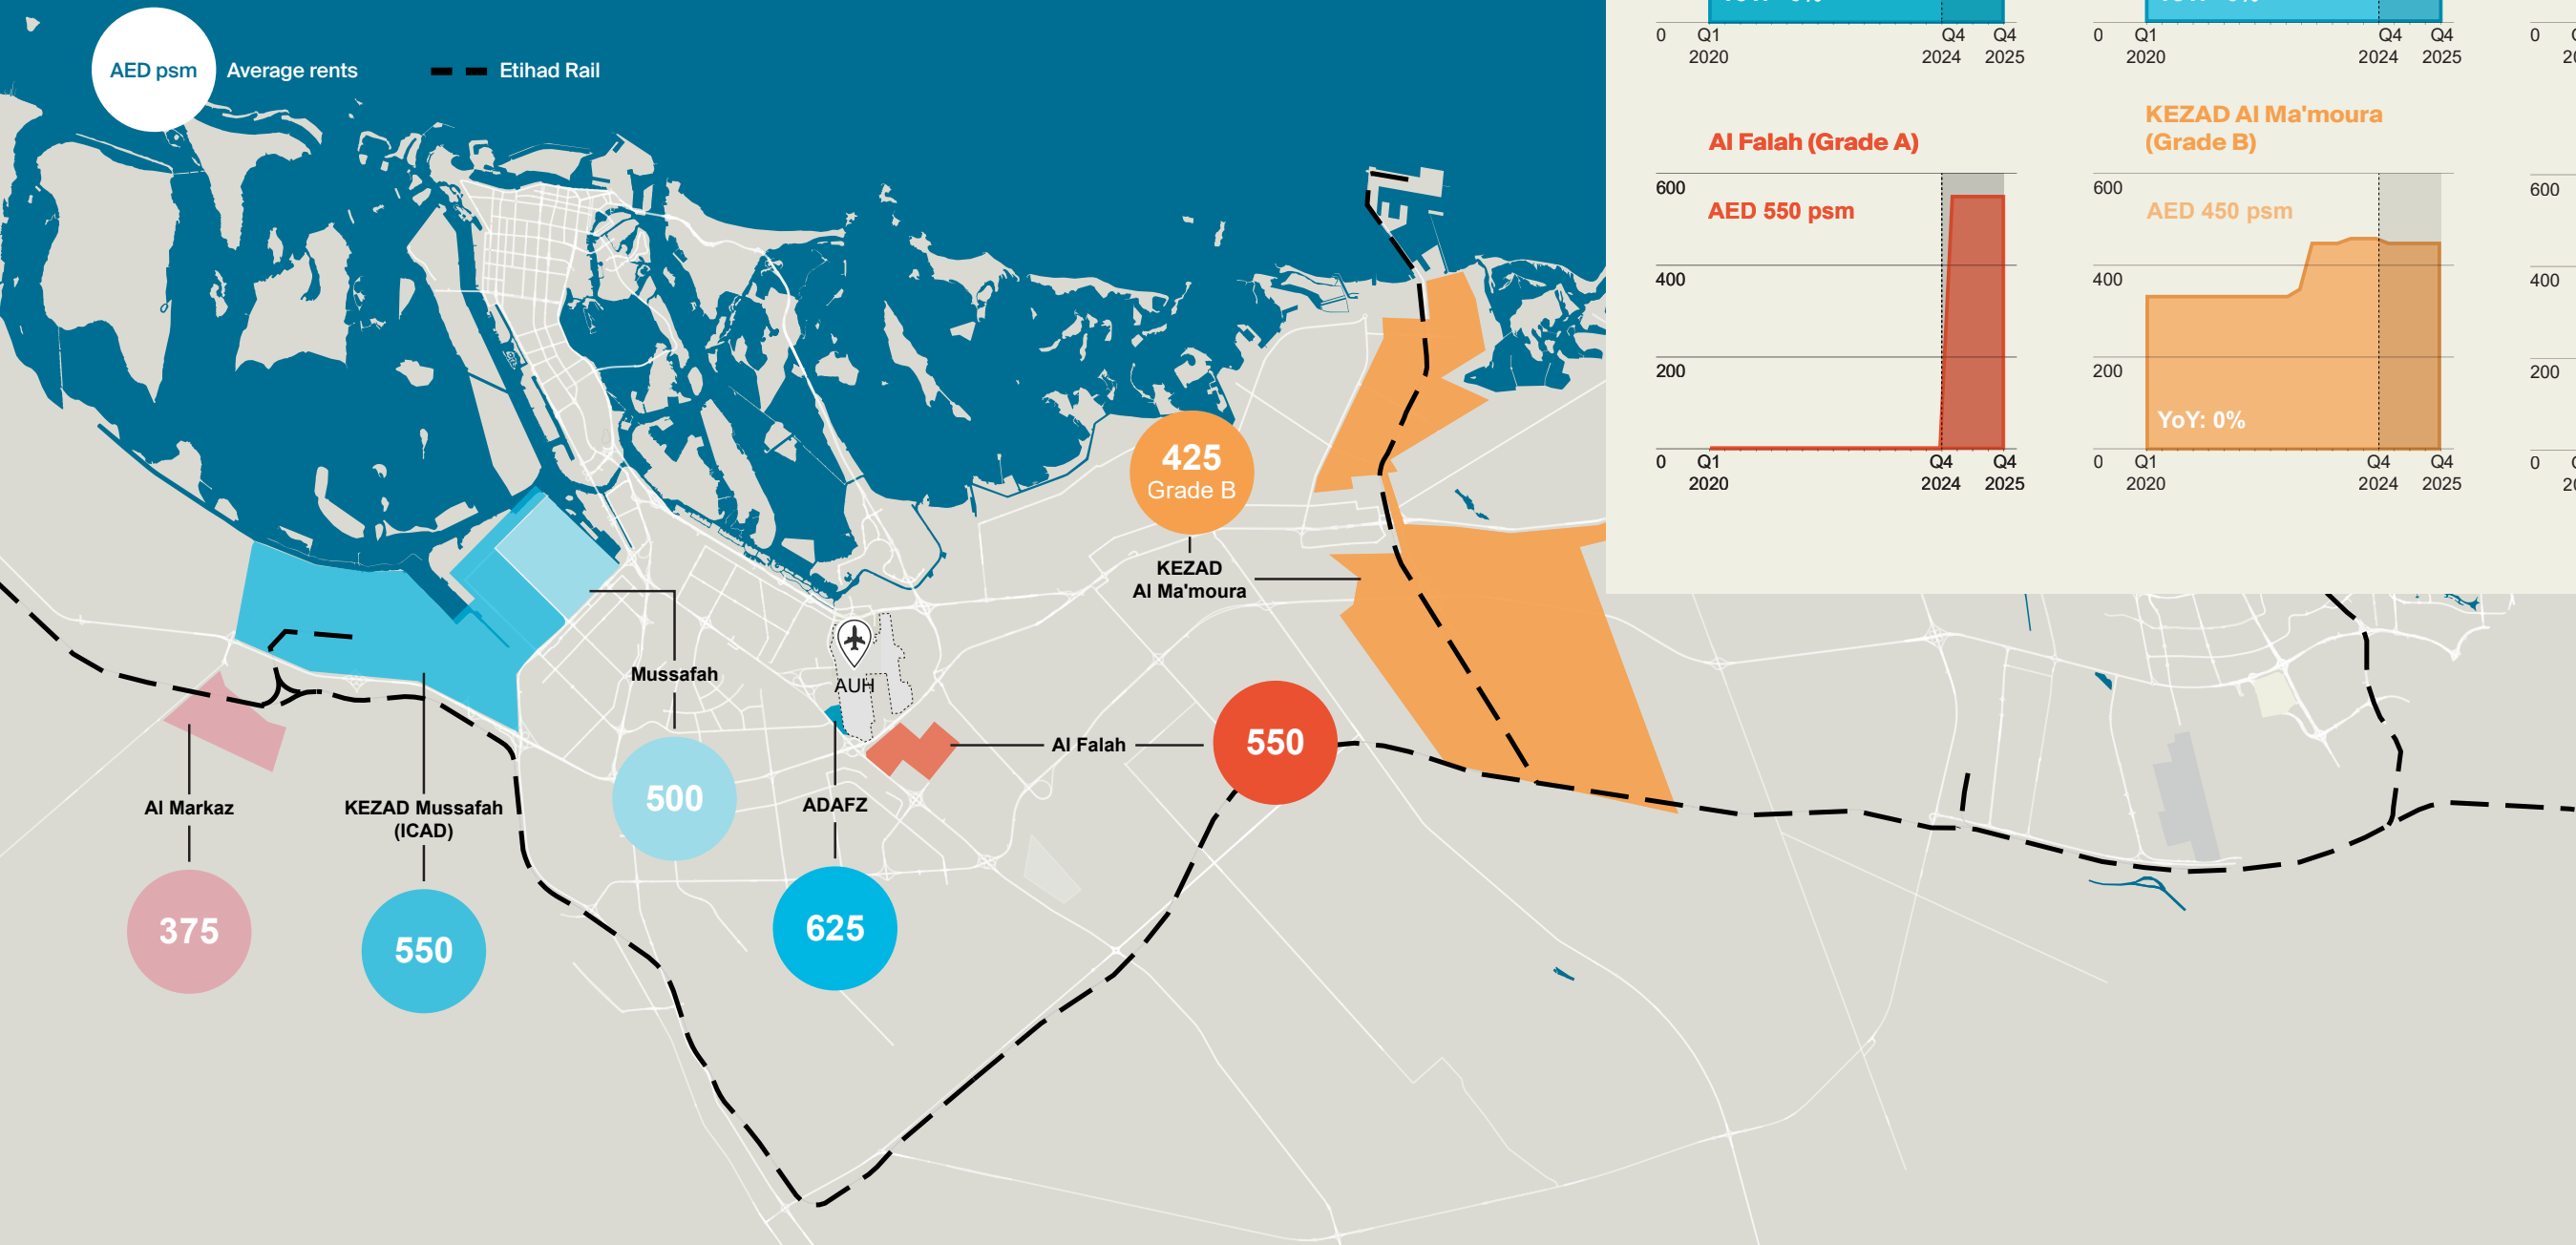 AED psm
Average rents
Etihad Rail
0
Q1
2020
Q4
2024
Q4
2025
0
Q1
2020
Q4
2024
Q4
2025
0
Al Falah (Grade A)
600
AED 550 psm
400
200
0
Q1
2020
Q4
2024
Q4
2025
KEZAD Al Ma'moura
(Grade B)
600
AED 450 psm
400
200
YoY: 0%
0
Q1
2020
Q4
2024
Q4
2025
600
400
200
0
425
Grade B
KEZAD
Al Ma'moura
Mussafah
500
AUH
Al Falah
550
ADAFZ
625
Al Markaz
375
KEZAD Mussafah
(ICAD)
550